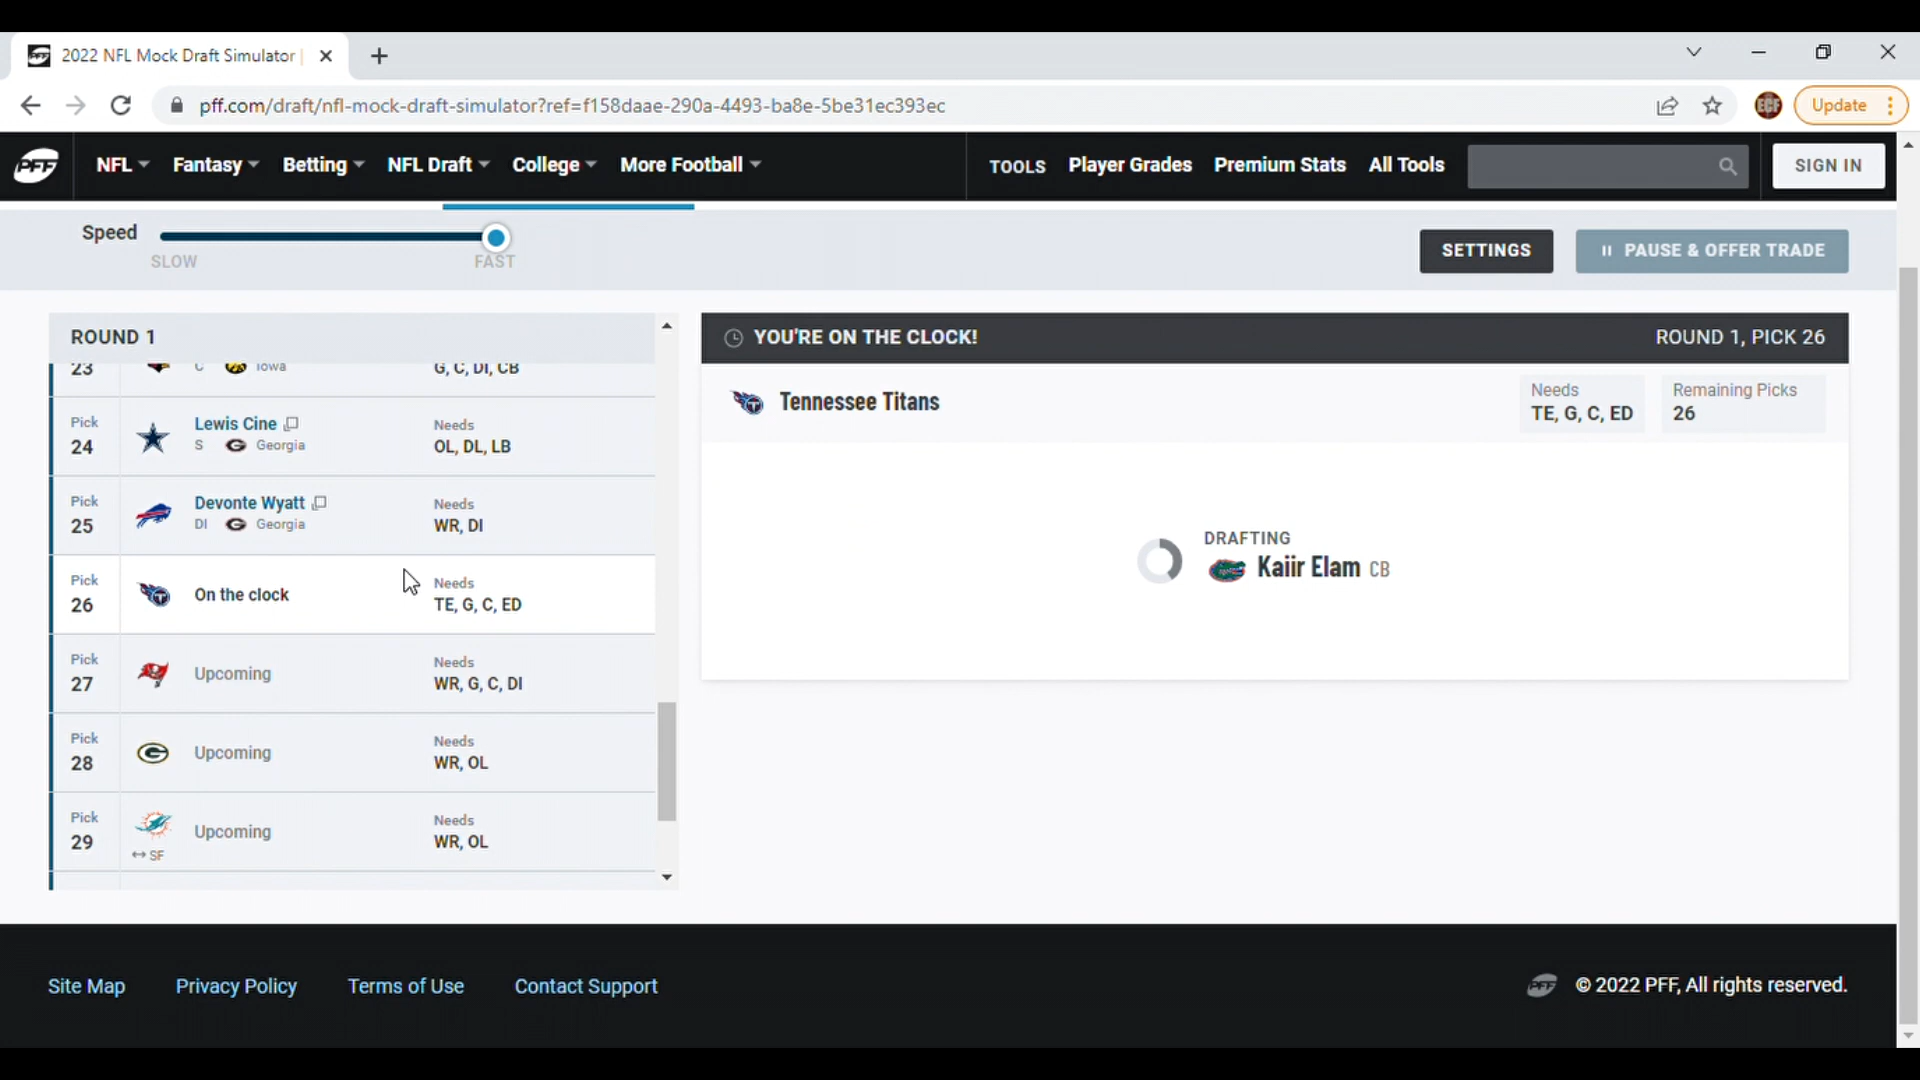 2022 NFL Mock Draft Simulator |
pff.com/draft/nfl-mock-draft-simulator?ref=f158daae-290a-4493-ba8e-5be31ec393ec
ECF
Update
PFF
NFL
Fantasy
Betting
NFL Draft
College
More Football
TOOLS
Player Grades
Premium Stats
All Tools
SIGN IN
Speed
SLOW
FAST
SETTINGS
PAUSE & OFFER TRADE
ROUND 1
23
C Iowa
G, C, DI, CB
Pick
24
Lewis Cine
S Georgia
Needs
OL, DL, LB
Pick
25
Devonte Wyatt
DI Georgia
Needs
WR, DI
Pick
26
On the clock
Needs
TE, G, C, ED
Pick
27
Upcoming
Needs
WR, G, C, DI
Pick
28
Upcoming
Needs
WR, OL
Pick
29
↔ SF
Upcoming
Needs
WR, OL
YOU'RE ON THE CLOCK!
ROUND 1, PICK 26
Tennessee Titans
Needs
TE, G, C, ED
Remaining Picks
26
DRAFTING
Kaiir Elam CB
Site Map
Privacy Policy
Terms of Use
Contact Support
PFF
© 2022 PFF, All rights reserved.